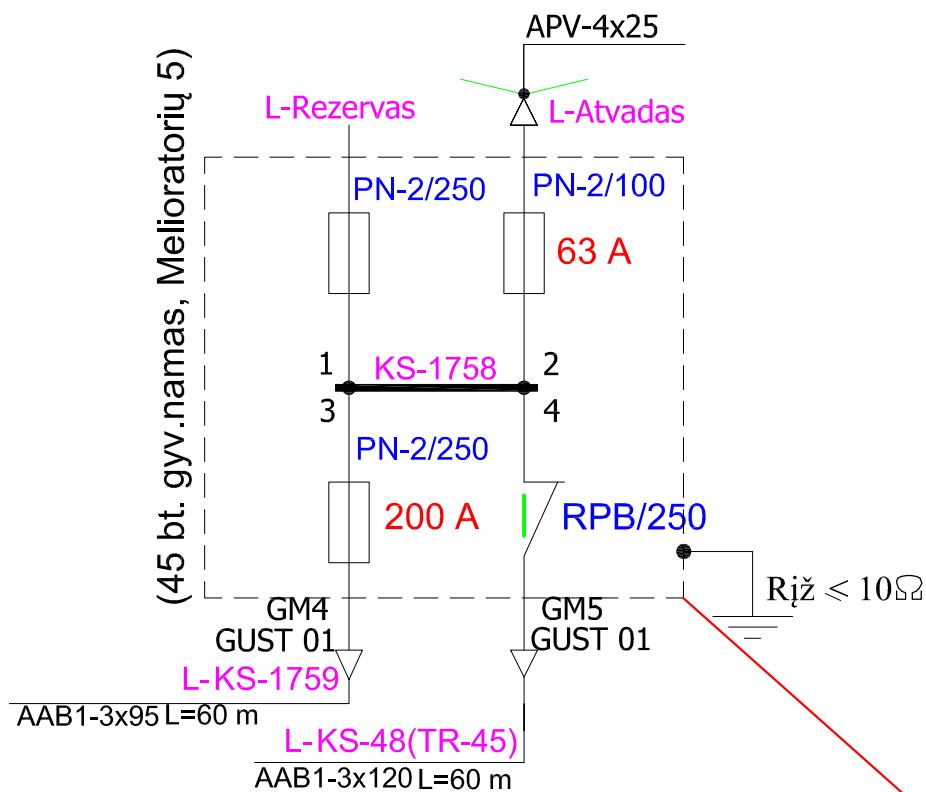 APV-4x25
L-Rezervas
L-Atvadas
(45 bt. gyv.namas, Melioratorių 5)
PN-2/250
PN-2/100
63 A
1
KS-1758
2
3
4
PN-2/250
200 A
RPB/250
Rįž ⩽ 10Ω
GM4
GUST 01
GM5
GUST 01
L-KS-1759
AAB1-3x95 L=60 m
L-KS-48(TR-45)
AAB1-3x120 L=60 m